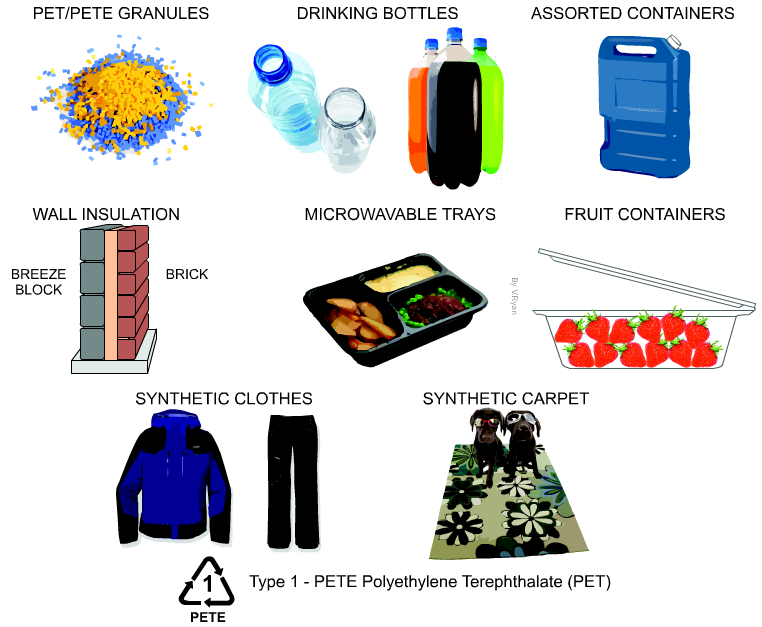 PET/PETE GRANULES
DRINKING BOTTLES
ASSORTED CONTAINERS
WALL INSULATION
BREEZE
BLOCK
BRICK
MICROWAVABLE TRAYS
By V.Ryan
FRUIT CONTAINERS
SYNTHETIC CLOTHES
SYNTHETIC CARPET
1
PETE
Type 1 - PETE Polyethylene Terephthalate (PET)